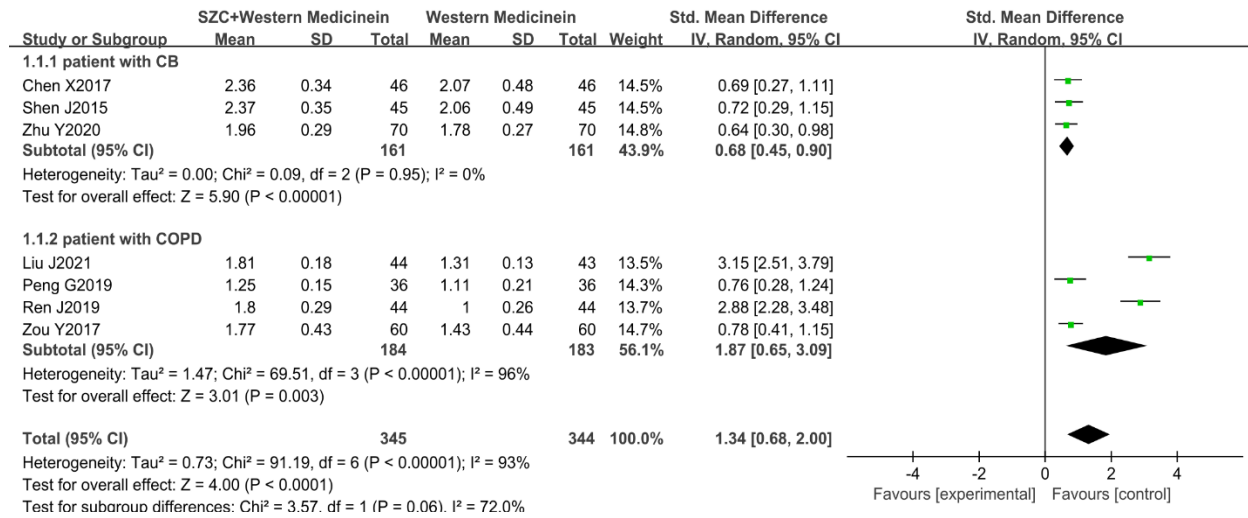 SZC+Western Medicinein Western Medicinein Std. Mean Difference Std. Mean Difference
Study or Subgroup Mean SD Total Mean SD Total Weight IV, Random, 95% CI IV, Random, 95% CI
1.1.1 patient with CB
Chen X2017 2.36 0.34 46 2.07 0.48 46 14.5% 0.69 [0.27, 1.11]
Shen J2015 2.37 0.35 45 2.06 0.49 45 14.5% 0.72 [0.29, 1.15]
Zhu Y2020 1.96 0.29 70 1.78 0.27 70 14.8% 0.64 [0.30, 0.98]
Subtotal (95% CI) 161 161 43.9% 0.68 [0.45, 0.90]
Heterogeneity: Tau² = 0.00; Chi² = 0.09, df = 2 (P = 0.95); I² = 0%
Test for overall effect: Z = 5.90 (P < 0.00001)
1.1.2 patient with COPD
Liu J2021 1.81 0.18 44 1.31 0.13 43 13.5% 3.15 [2.51, 3.79]
Peng G2019 1.25 0.15 36 1.11 0.21 36 14.3% 0.76 [0.28, 1.24]
Ren J2019 1.8 0.29 44 1 0.26 44 13.7% 2.88 [2.28, 3.48]
Zou Y2017 1.77 0.43 60 1.43 0.44 60 14.7% 0.78 [0.41, 1.15]
Subtotal (95% CI) 184 183 56.1% 1.87 [0.65, 3.09]
Heterogeneity: Tau² = 1.47; Chi² = 69.51, df = 3 (P < 0.00001); I² = 96%
Test for overall effect: Z = 3.01 (P = 0.003)
Total (95% CI) 345 344 100.0% 1.34 [0.68, 2.00]
Heterogeneity: Tau² = 0.73; Chi² = 91.19, df = 6 (P < 0.00001); I² = 93%
Test for overall effect: Z = 4.00 (P < 0.0001)
Test for subgroup differences: Chi² = 3.57, df = 1 (P = 0.06), I² = 72.0%
-4 -2 0 2 4
Favours [experimental] Favours [control]